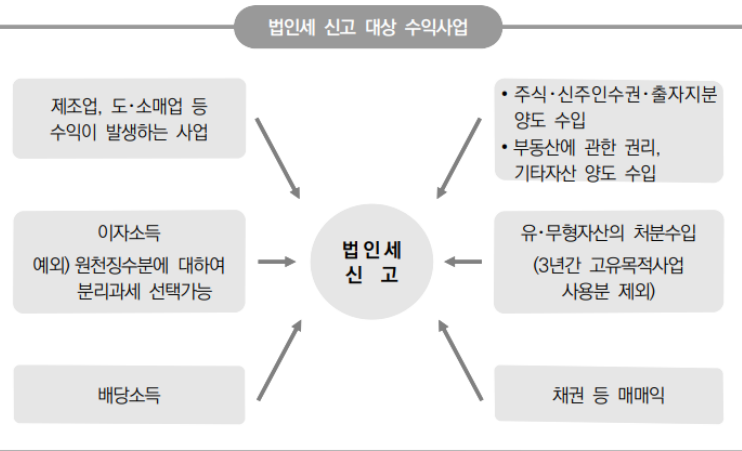 법인세 신고 대상 수익사업
제조업, 도·소매업 등
수익이 발생하는 사업
이자소득
예외) 원천징수분에 대하여
분리과세 선택가능
배당소득
법인세
신 고
• 주식·신주인수권·출자지분
양도 수입
• 부동산에 관한 권리,
기타자산 양도 수입
유·무형자산의 처분수입
(3년간 고유목적사업
사용분 제외)
채권 등 매매익